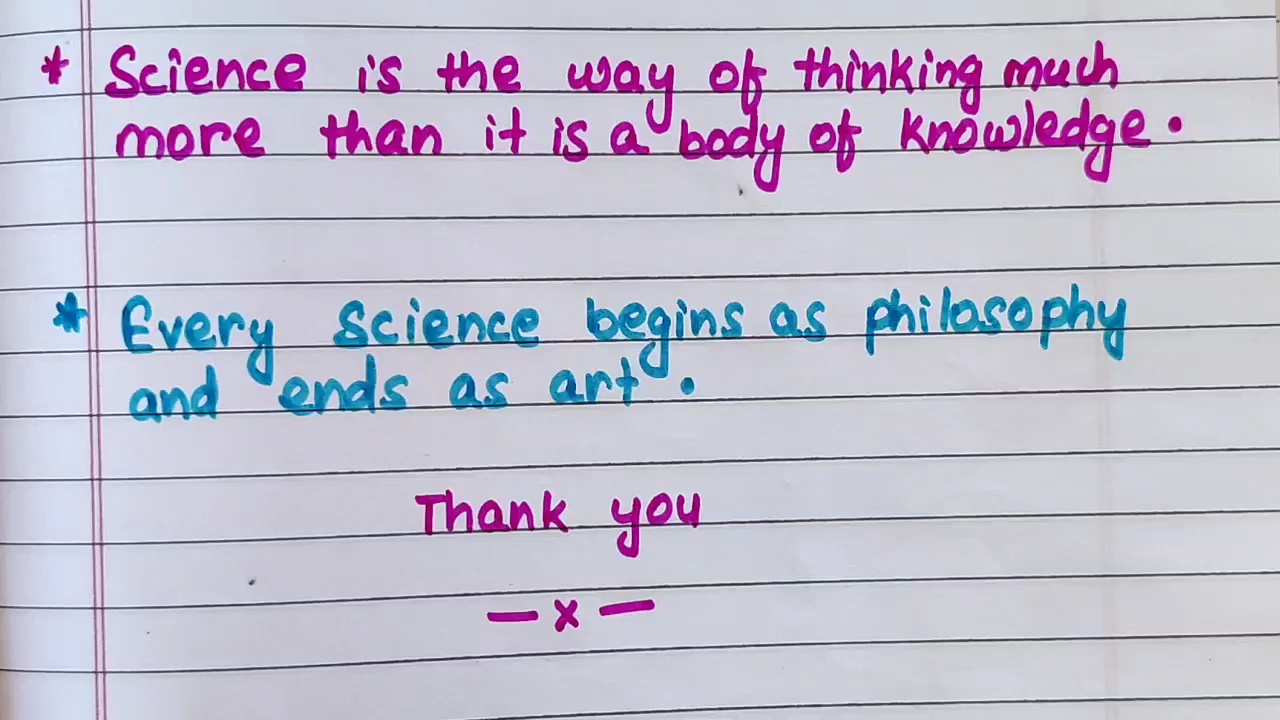 * Science is the way of thinking much
more than it is a body of knowledge.
* Every science begins as philosophy
and ends as art.
Thank you
— x —